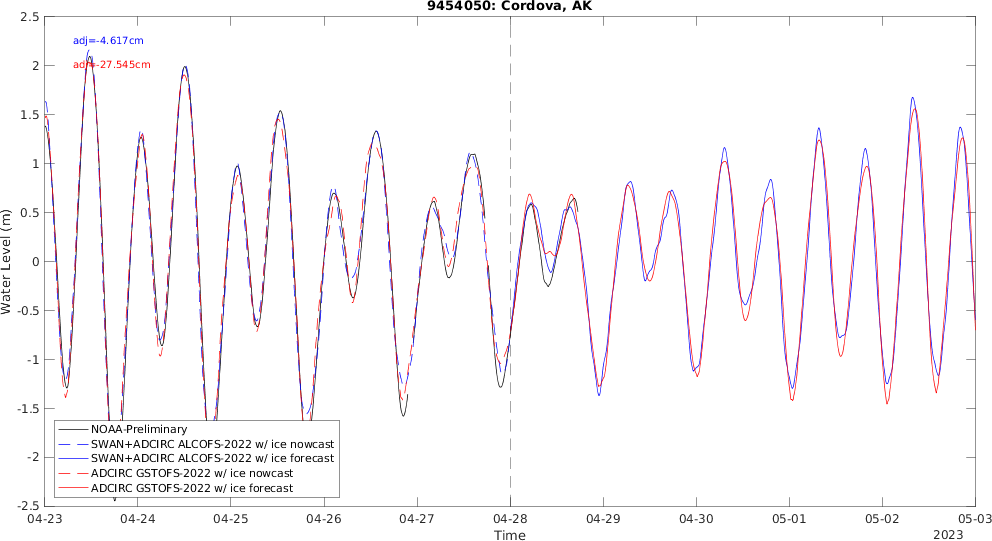 9454050: Cordova, AK
adj=-4.617cm
adj=-27.545cm
Water Level (m)
2.5
2
1.5
1
0.5
0
-0.5
-1
-1.5
-2
-2.5
NOAA-Preliminary
SWAN+ADCIRC ALCOFS-2022 w/ ice nowcast
SWAN+ADCIRC ALCOFS-2022 w/ ice forecast
ADCIRC GSTOFS-2022 w/ ice nowcast
ADCIRC GSTOFS-2022 w/ ice forecast
04-23 04-24 04-25 04-26 04-27 04-28 04-29 04-30 05-01 05-02 05-03
Time
2023